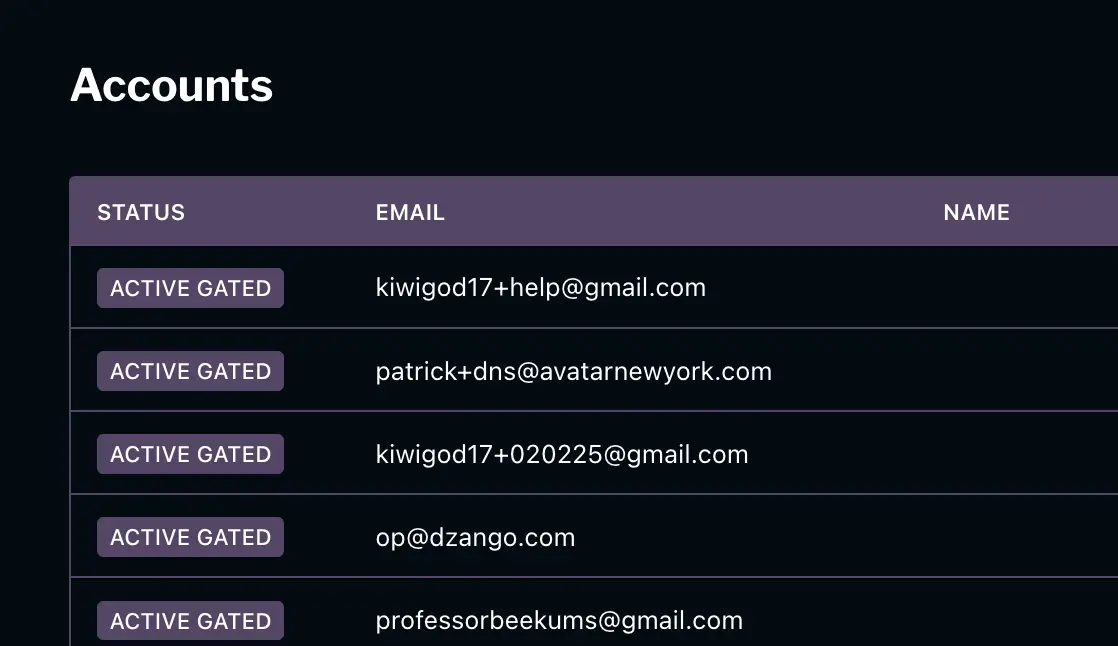 Accounts
STATUS EMAIL NAME
ACTIVE GATED kiwigod17+help@gmail.com
ACTIVE GATED patrick+dns@avatarnewyork.com
ACTIVE GATED kiwigod17+020225@gmail.com
ACTIVE GATED op@dzango.com
ACTIVE GATED professorbeekums@gmail.com